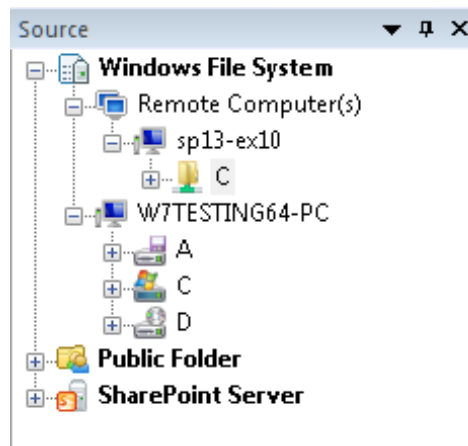 Source
Windows File System
Remote Computer(s)
sp13-ex10
C
W7TESTING64-PC
A
C
D
Public Folder
SharePoint Server